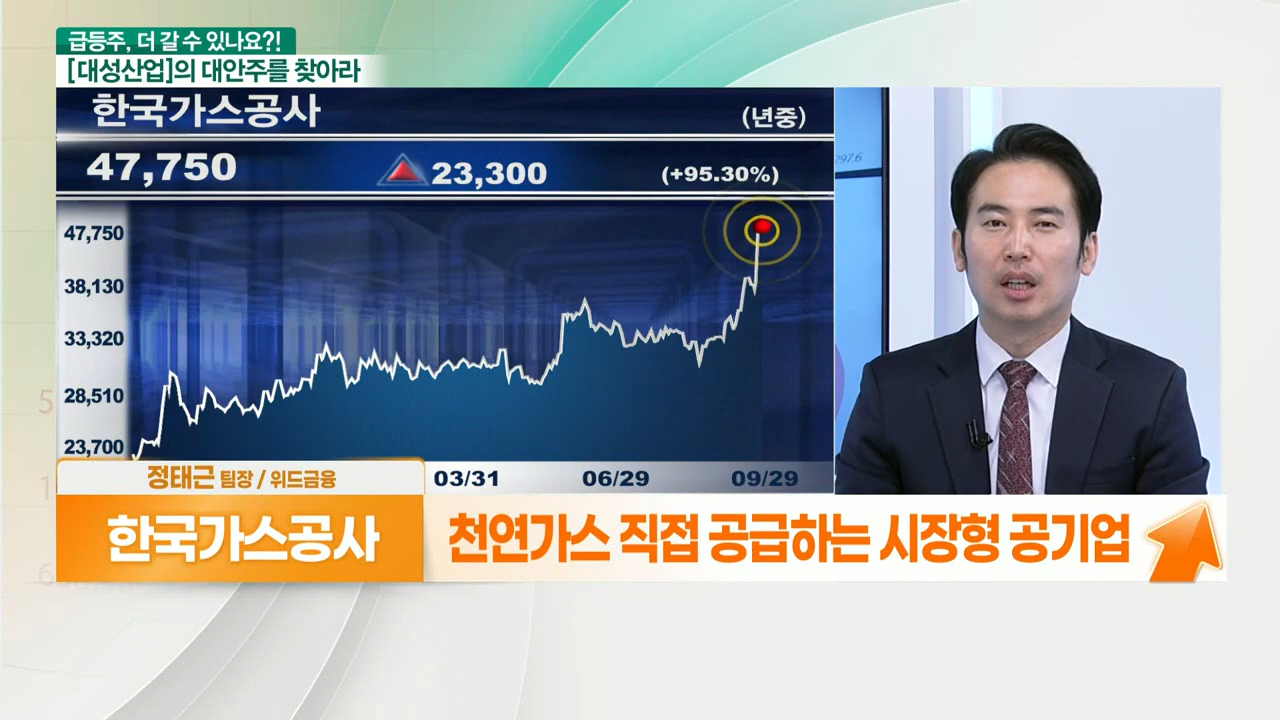 급등주, 더 갈 수 있나요?!
[대성산업]의 대안주를 찾아라
한국가스공사 (년중)
47,750 23,300 (+95.30%)
47,750
38,130
33,320
28,510
23,700
03/31 06/29 09/29
297.6
정태근 팀장 / 위드금융
한국가스공사
천연가스 직접 공급하는 시장형 공기업